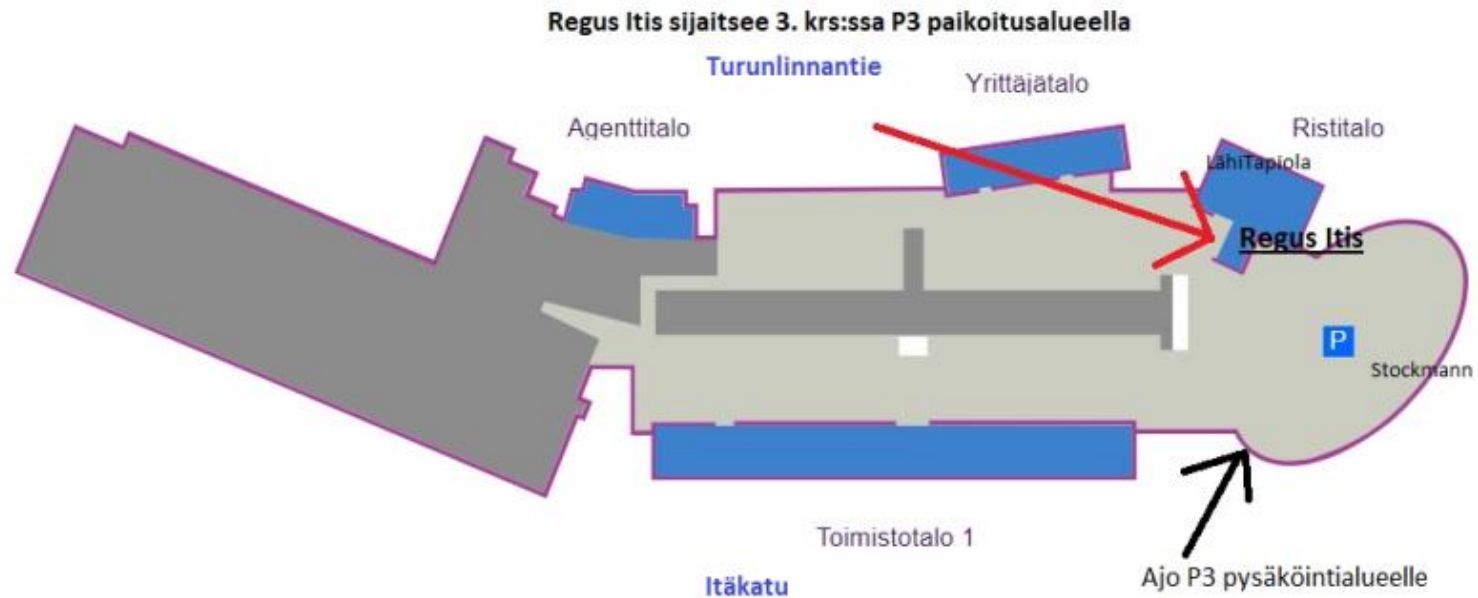 Regus Itis sijaitsee 3. krs:ssa P3 paikoitusalueella
Turunlinnantie
Yrittäjätalo
Agenttitalo
Ristitalo
LähiTapiola
Regus Itis
P
Stockmann
Toimistotalo 1
Ajo P3 pysäköintialueelle
Itäkatu